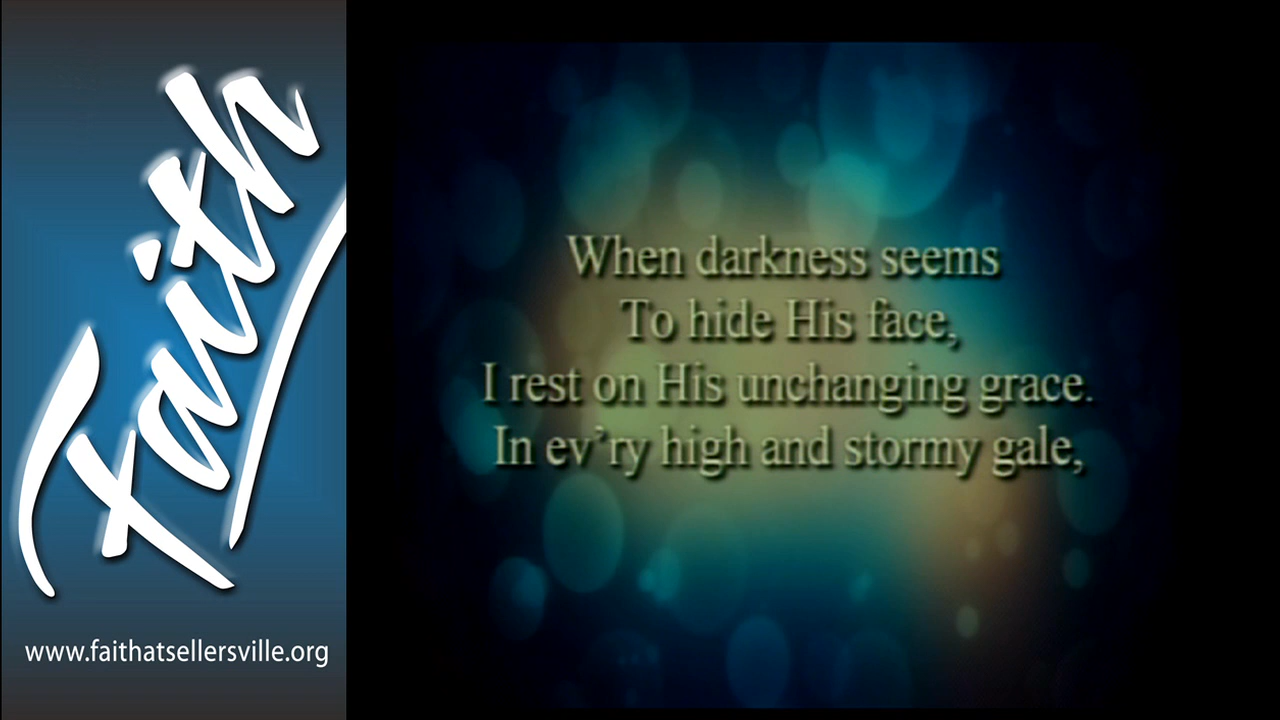 Faith
www.faithatsellersville.org
When darkness seems
To hide His face,
I rest on His unchanging grace.
In ev’ry high and stormy gale,